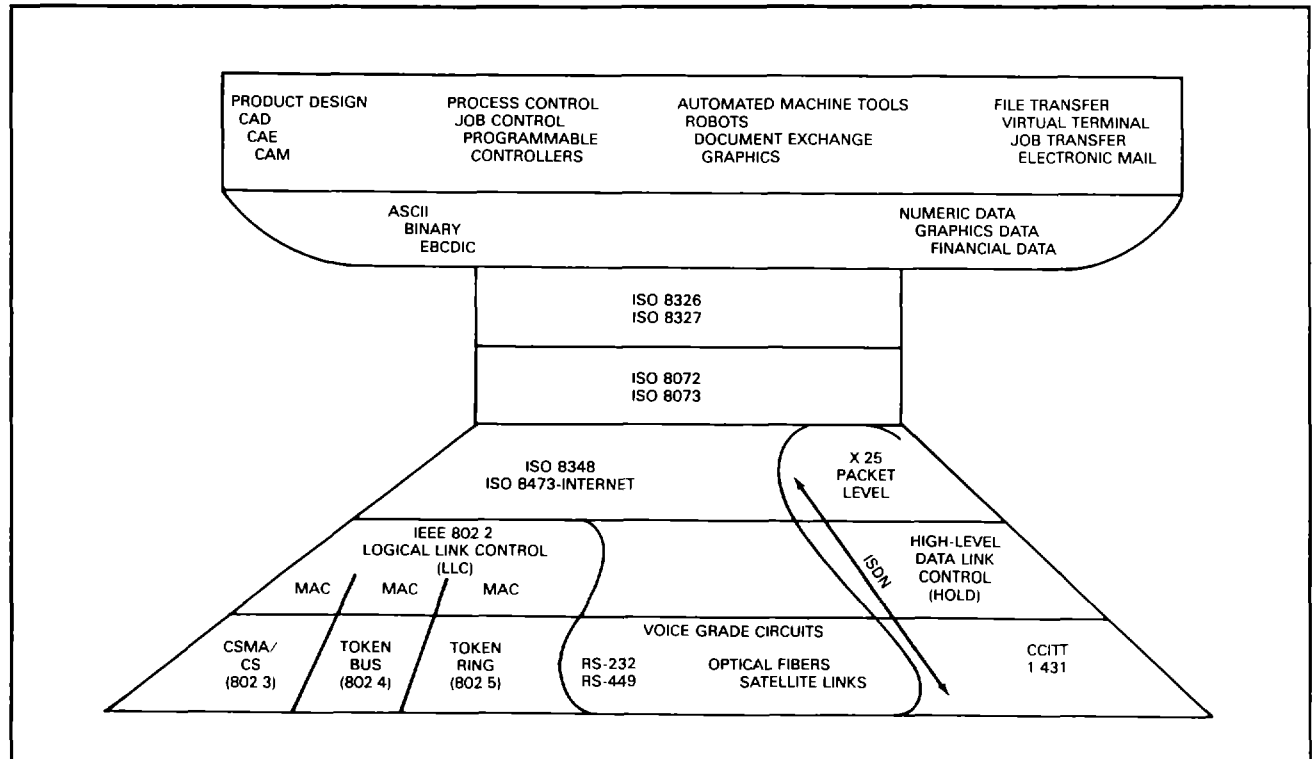 PRODUCT DESIGN
CAD
CAE
CAM
PROCESS CONTROL
JOB CONTROL
PROGRAMMABLE
CONTROLLERS
AUTOMATED MACHINE TOOLS
ROBOTS
DOCUMENT EXCHANGE
GRAPHICS
FILE TRANSFER
VIRTUAL TERMINAL
JOB TRANSFER
ELECTRONIC MAIL
ASCII
BINARY
EBCDIC
NUMERIC DATA
GRAPHICS DATA
FINANCIAL DATA
ISO 8326
ISO 8327
ISO 8072
ISO 8073
ISO 8348
ISO 8473-INTERNET
X 25
PACKET
LEVEL
IEEE 802 2
LOGICAL LINK CONTROL
(LLC)
MAC
MAC
MAC
ISDN
HIGH-LEVEL
DATA LINK
CONTROL
(HOLD)
CSMA/
CS
(802 3)
TOKEN
BUS
(802 4)
TOKEN
RING
(802 5)
VOICE GRADE CIRCUITS
RS-232
RS-449
OPTICAL FIBERS
SATELLITE LINKS
CCITT
1 431